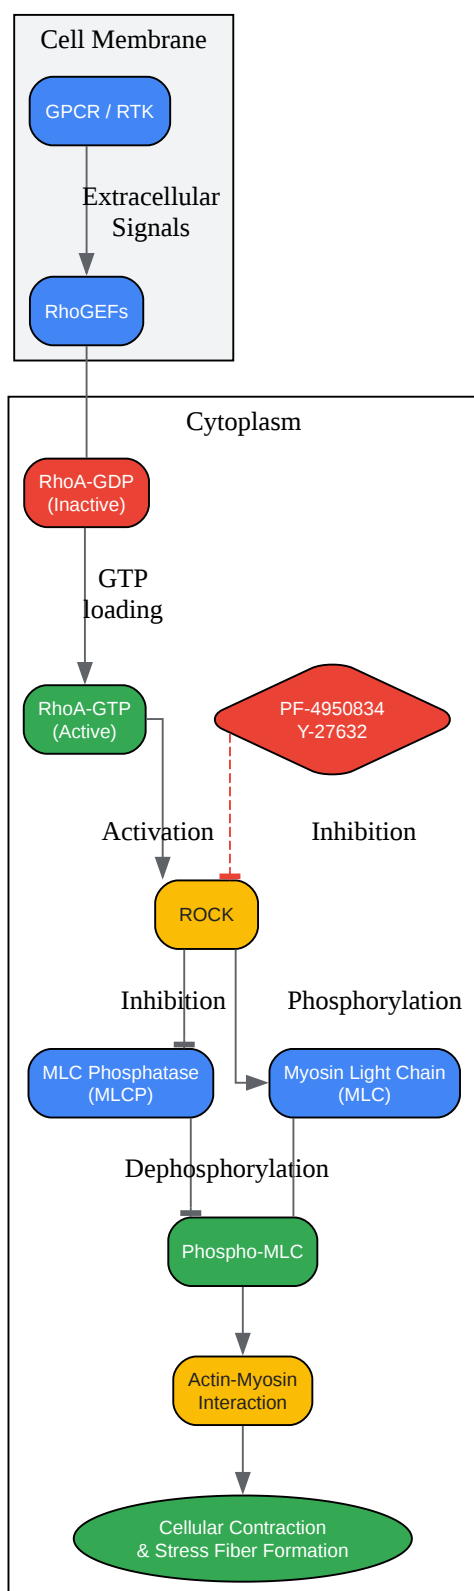 Cell Membrane
GPCR / RTK
Extracellular
Signals
RhoGEFs
Cytoplasm
RhoA-GDP
(Inactive)
GTP
loading
RhoA-GTP
(Active)
PF-4950834
Y-27632
Activation
Inhibition
ROCK
Inhibition
Phosphorylation
MLC Phosphatase
(MLCP)
Myosin Light Chain
(MLC)
Dephosphorylation
Phospho-MLC
Actin-Myosin
Interaction
Cellular Contraction
& Stress Fiber Formation